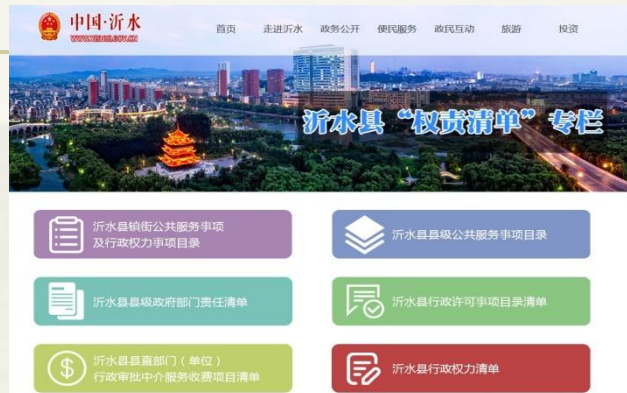 中国·沂水
WWW.YISHUI.GOV.CN
首页 走进沂水 政务公开 便民服务 政民互动 旅游 投资
沂水县“权责清单”专栏
沂水县镇街公共服务事项
及行政权力事项目录
沂水县县级公共服务事项目录
沂水县县级政府部门责任清单
沂水县行政许可事项目录清单
沂水县县直部门（单位）
行政审批中介服务收费项目清单
沂水县行政权力清单